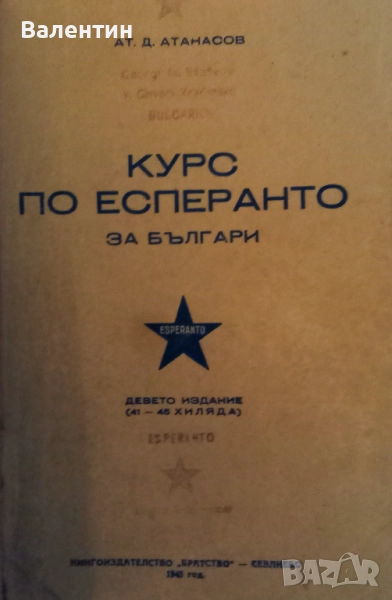 Валентин
АТ. Д. АТАНАСОВ
BULGARIO
КУРС
ПО ЕСПЕРАНТО
ЗА БЪЛГАРИ
ESPERANTO
ДЕВЕТО ИЗДАНИЕ
(41 — 45 ХИЛЯДА)
ESPERANTO
КНИГОИЗДАТЕЛСТВО „БРАТСТВО“ —
год.
BAZAR